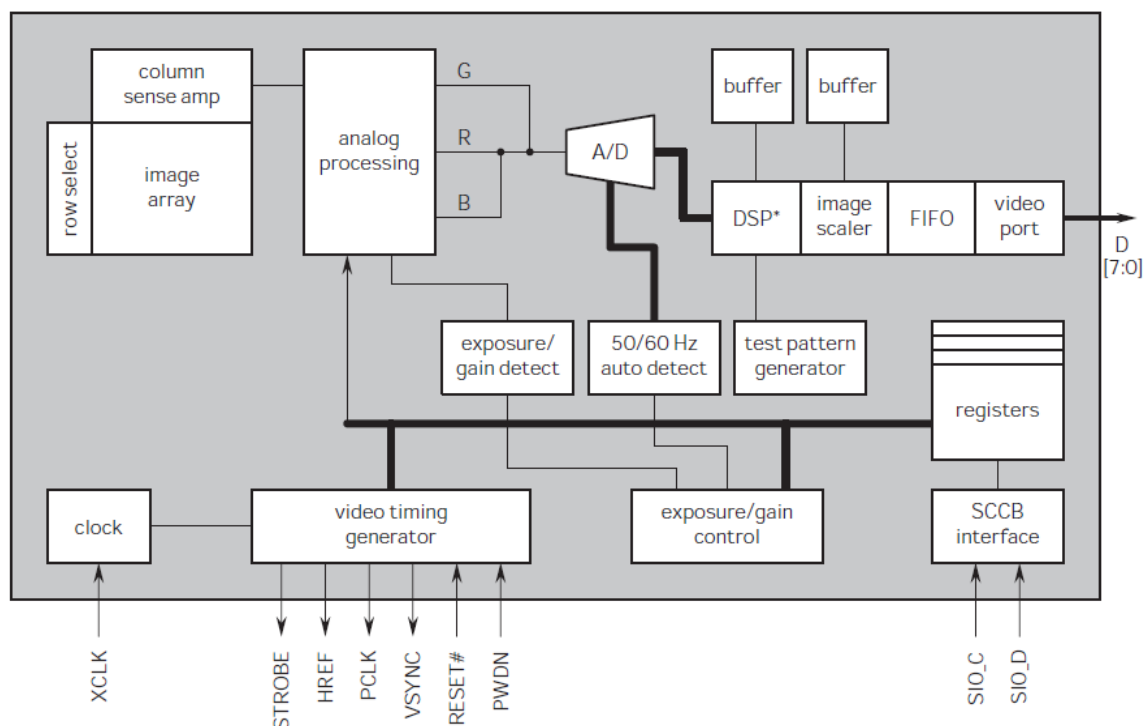 column
sense amp
row select
image
array
analog
processing
G
R
B
A/D
buffer
buffer
DSP*
image
scaler
FIFO
video
port
D
[7:0]
exposure/
gain detect
50/60 Hz
auto detect
test pattern
generator
registers
clock
video timing
generator
exposure/gain
control
SCCB
interface
XCLK
STROBE
HREF
PCLK
VSYNC
RESET#
PWDN
SIO_C
SIO_D